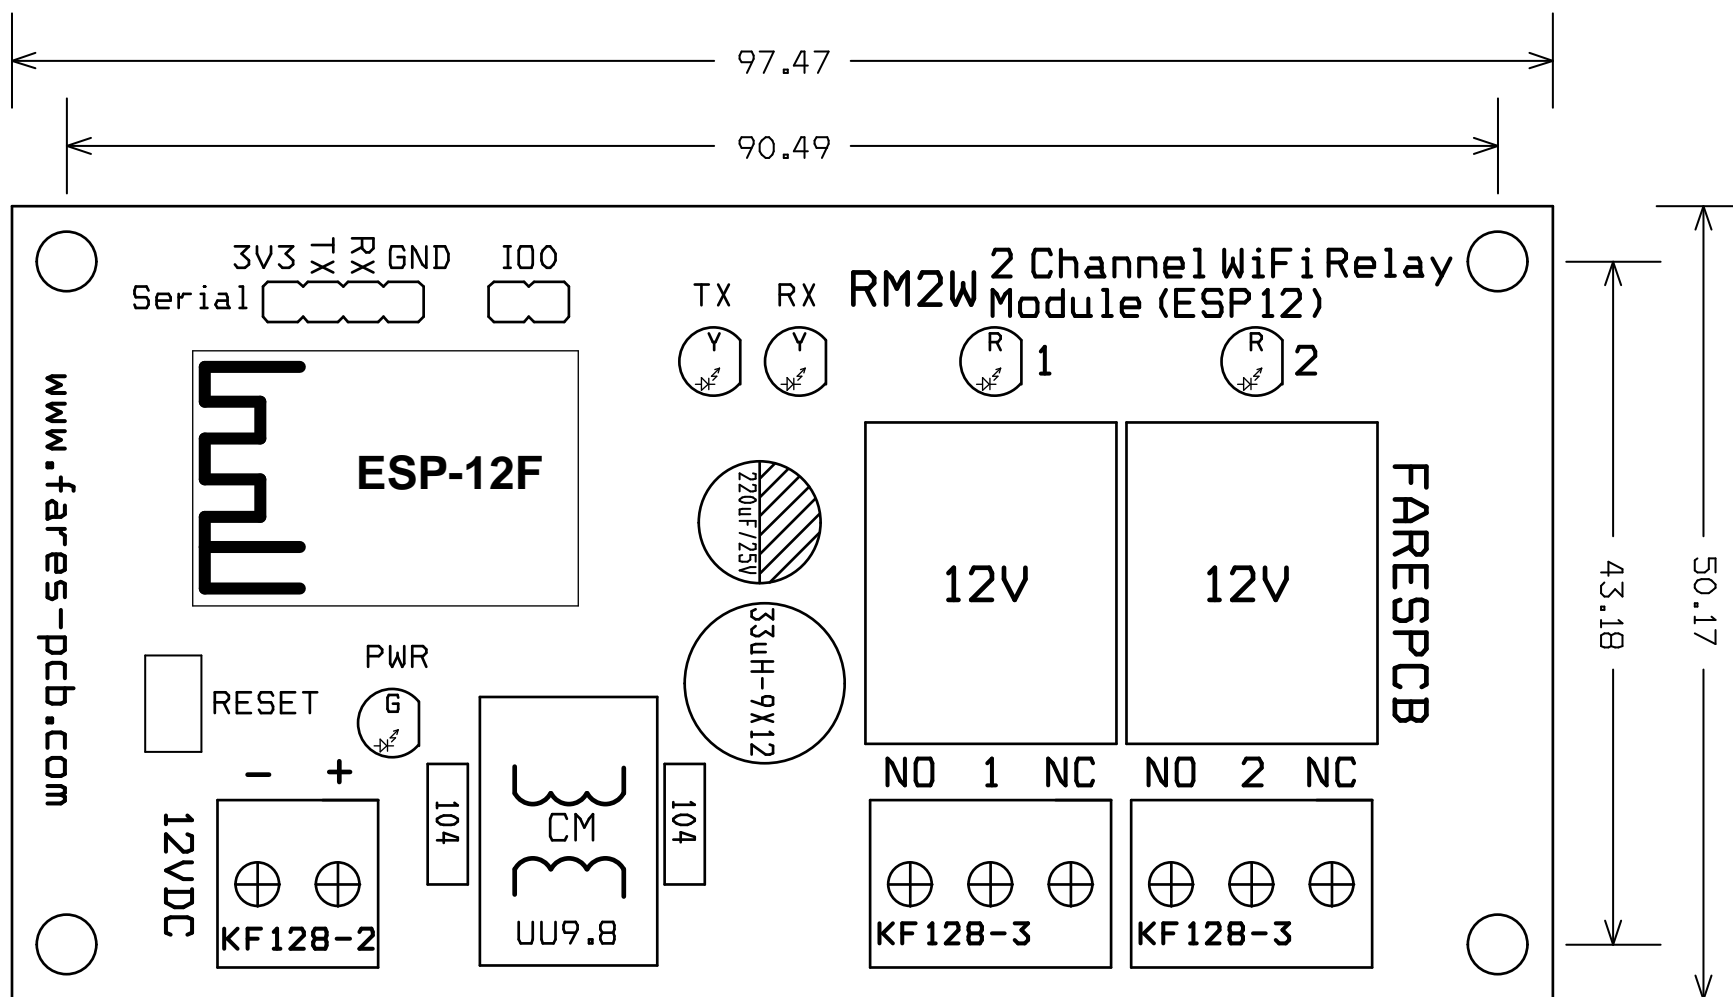 97.47
90.49
3V3 TX RX GND
IO0
Serial
TX
RX
RM2W
2 Channel WiFi Relay
Module (ESP12)
Y
Y
R
1
R
2
www.fares-pcb.com
ESP-12F
220uF/25V
12V
12V
FARESPCB
43.18
50.17
33uH-9X12
PWR
RESET
G
- +
NO 1 NC
NO 2 NC
12VDC
104
CM
104
KF128-2
UU9.8
KF128-3
KF128-3